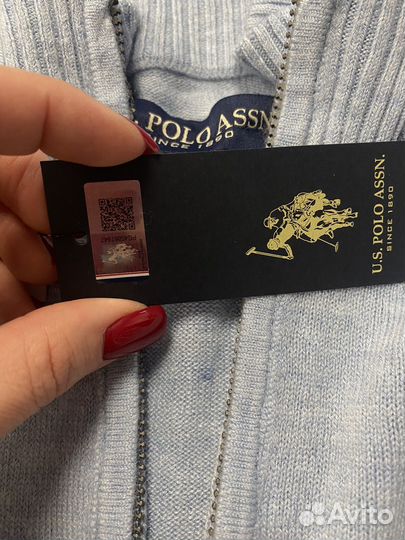 POLO ASSN
SINCE 1890
U.S. POLO ASSN.
SINCE 1890
Avito